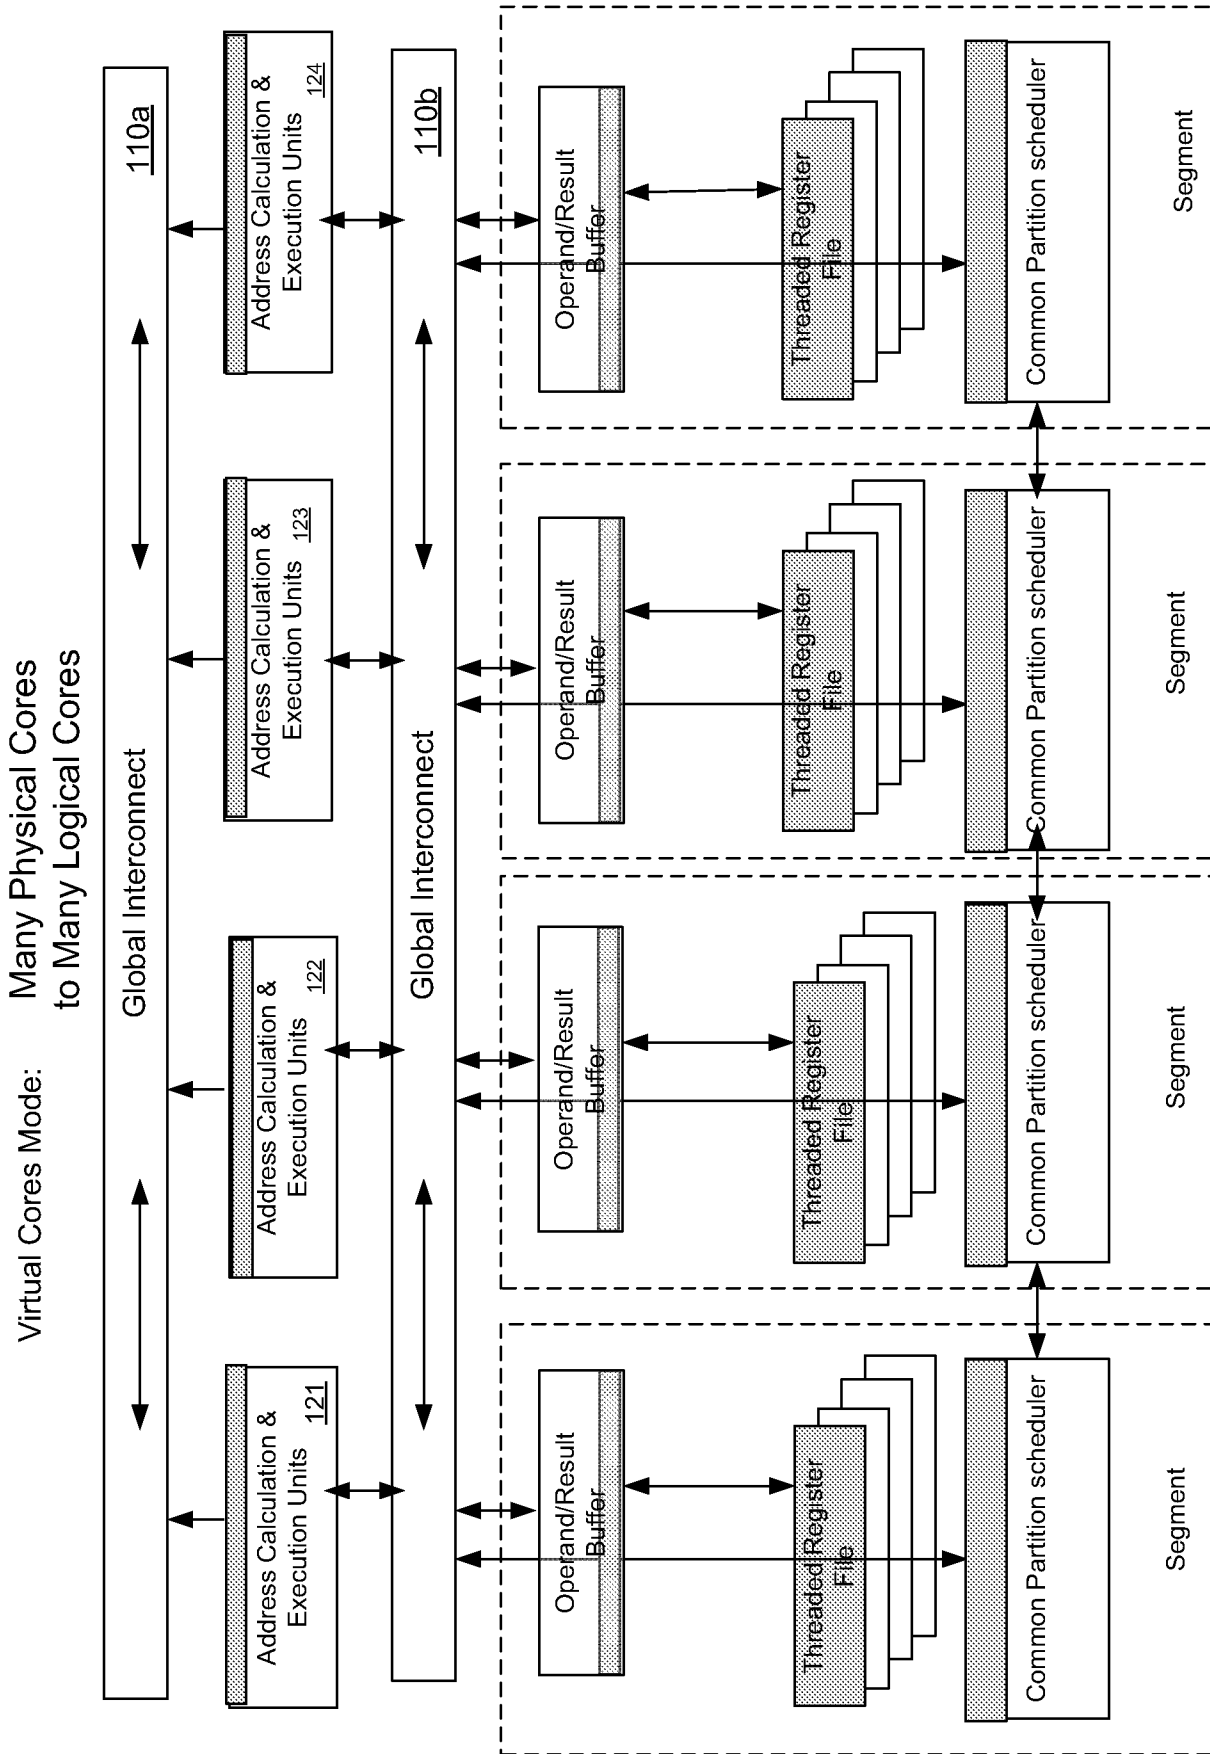 Virtual Cores Mode:
Many Physical Cores
to Many Logical Cores
Global Interconnect
110a
Address Calculation &
Execution Units
121
Address Calculation &
Execution Units
122
Address Calculation &
Execution Units
123
Address Calculation &
Execution Units
124
Global Interconnect
110b
Operand/Result
Buffer
Operand/Result
Buffer
Operand/Result
Buffer
Operand/Result
Buffer
Threaded Register
File
Threaded Register
File
Threaded Register
File
Threaded Register
File
Common Partition scheduler
Common Partition scheduler
Common Partition scheduler
Common Partition scheduler
Segment
Segment
Segment
Segment